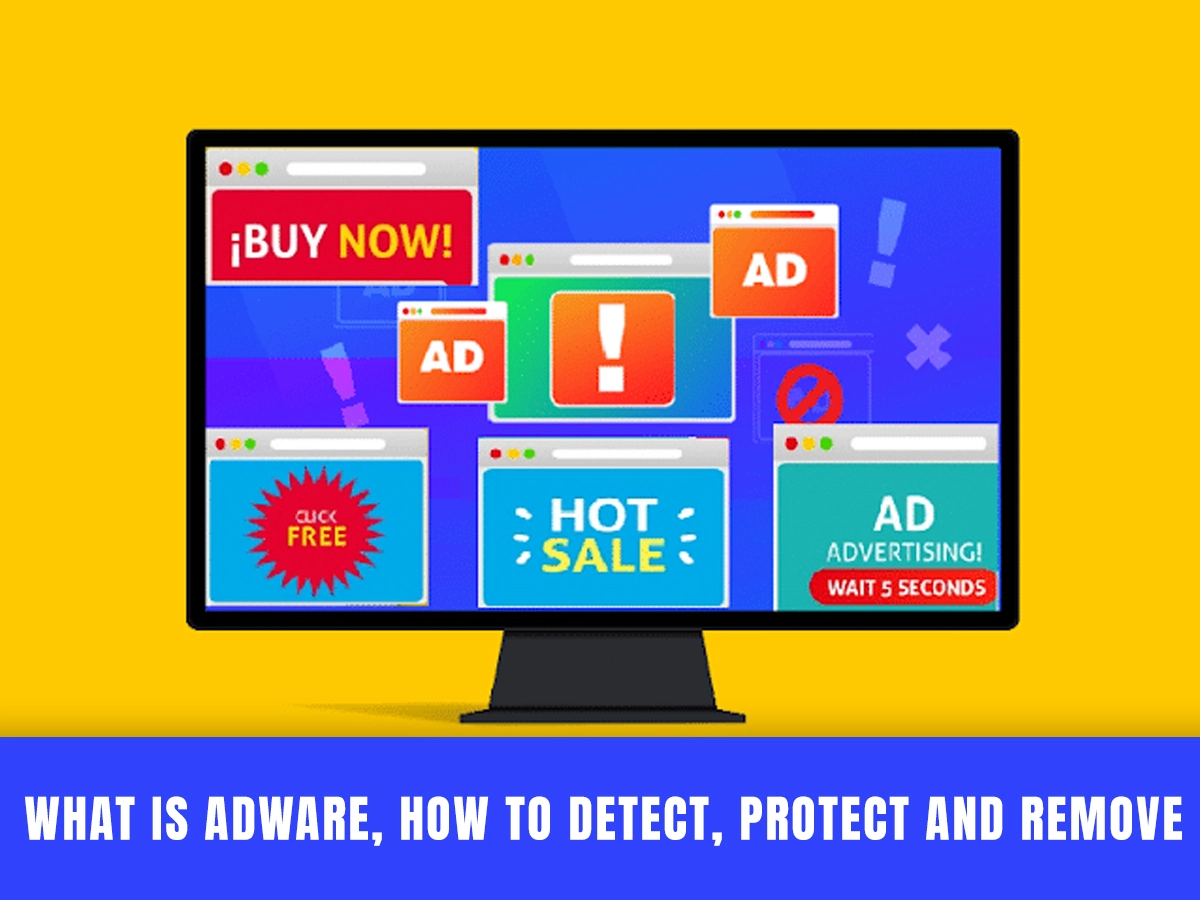 ¡BUY NOW!
AD
AD
!
AD
CLICK
FREE
HOT
SALE
AD
ADVERTISING!
WAIT 5 SECONDS
WHAT IS ADWARE, HOW TO DETECT, PROTECT AND REMOVE